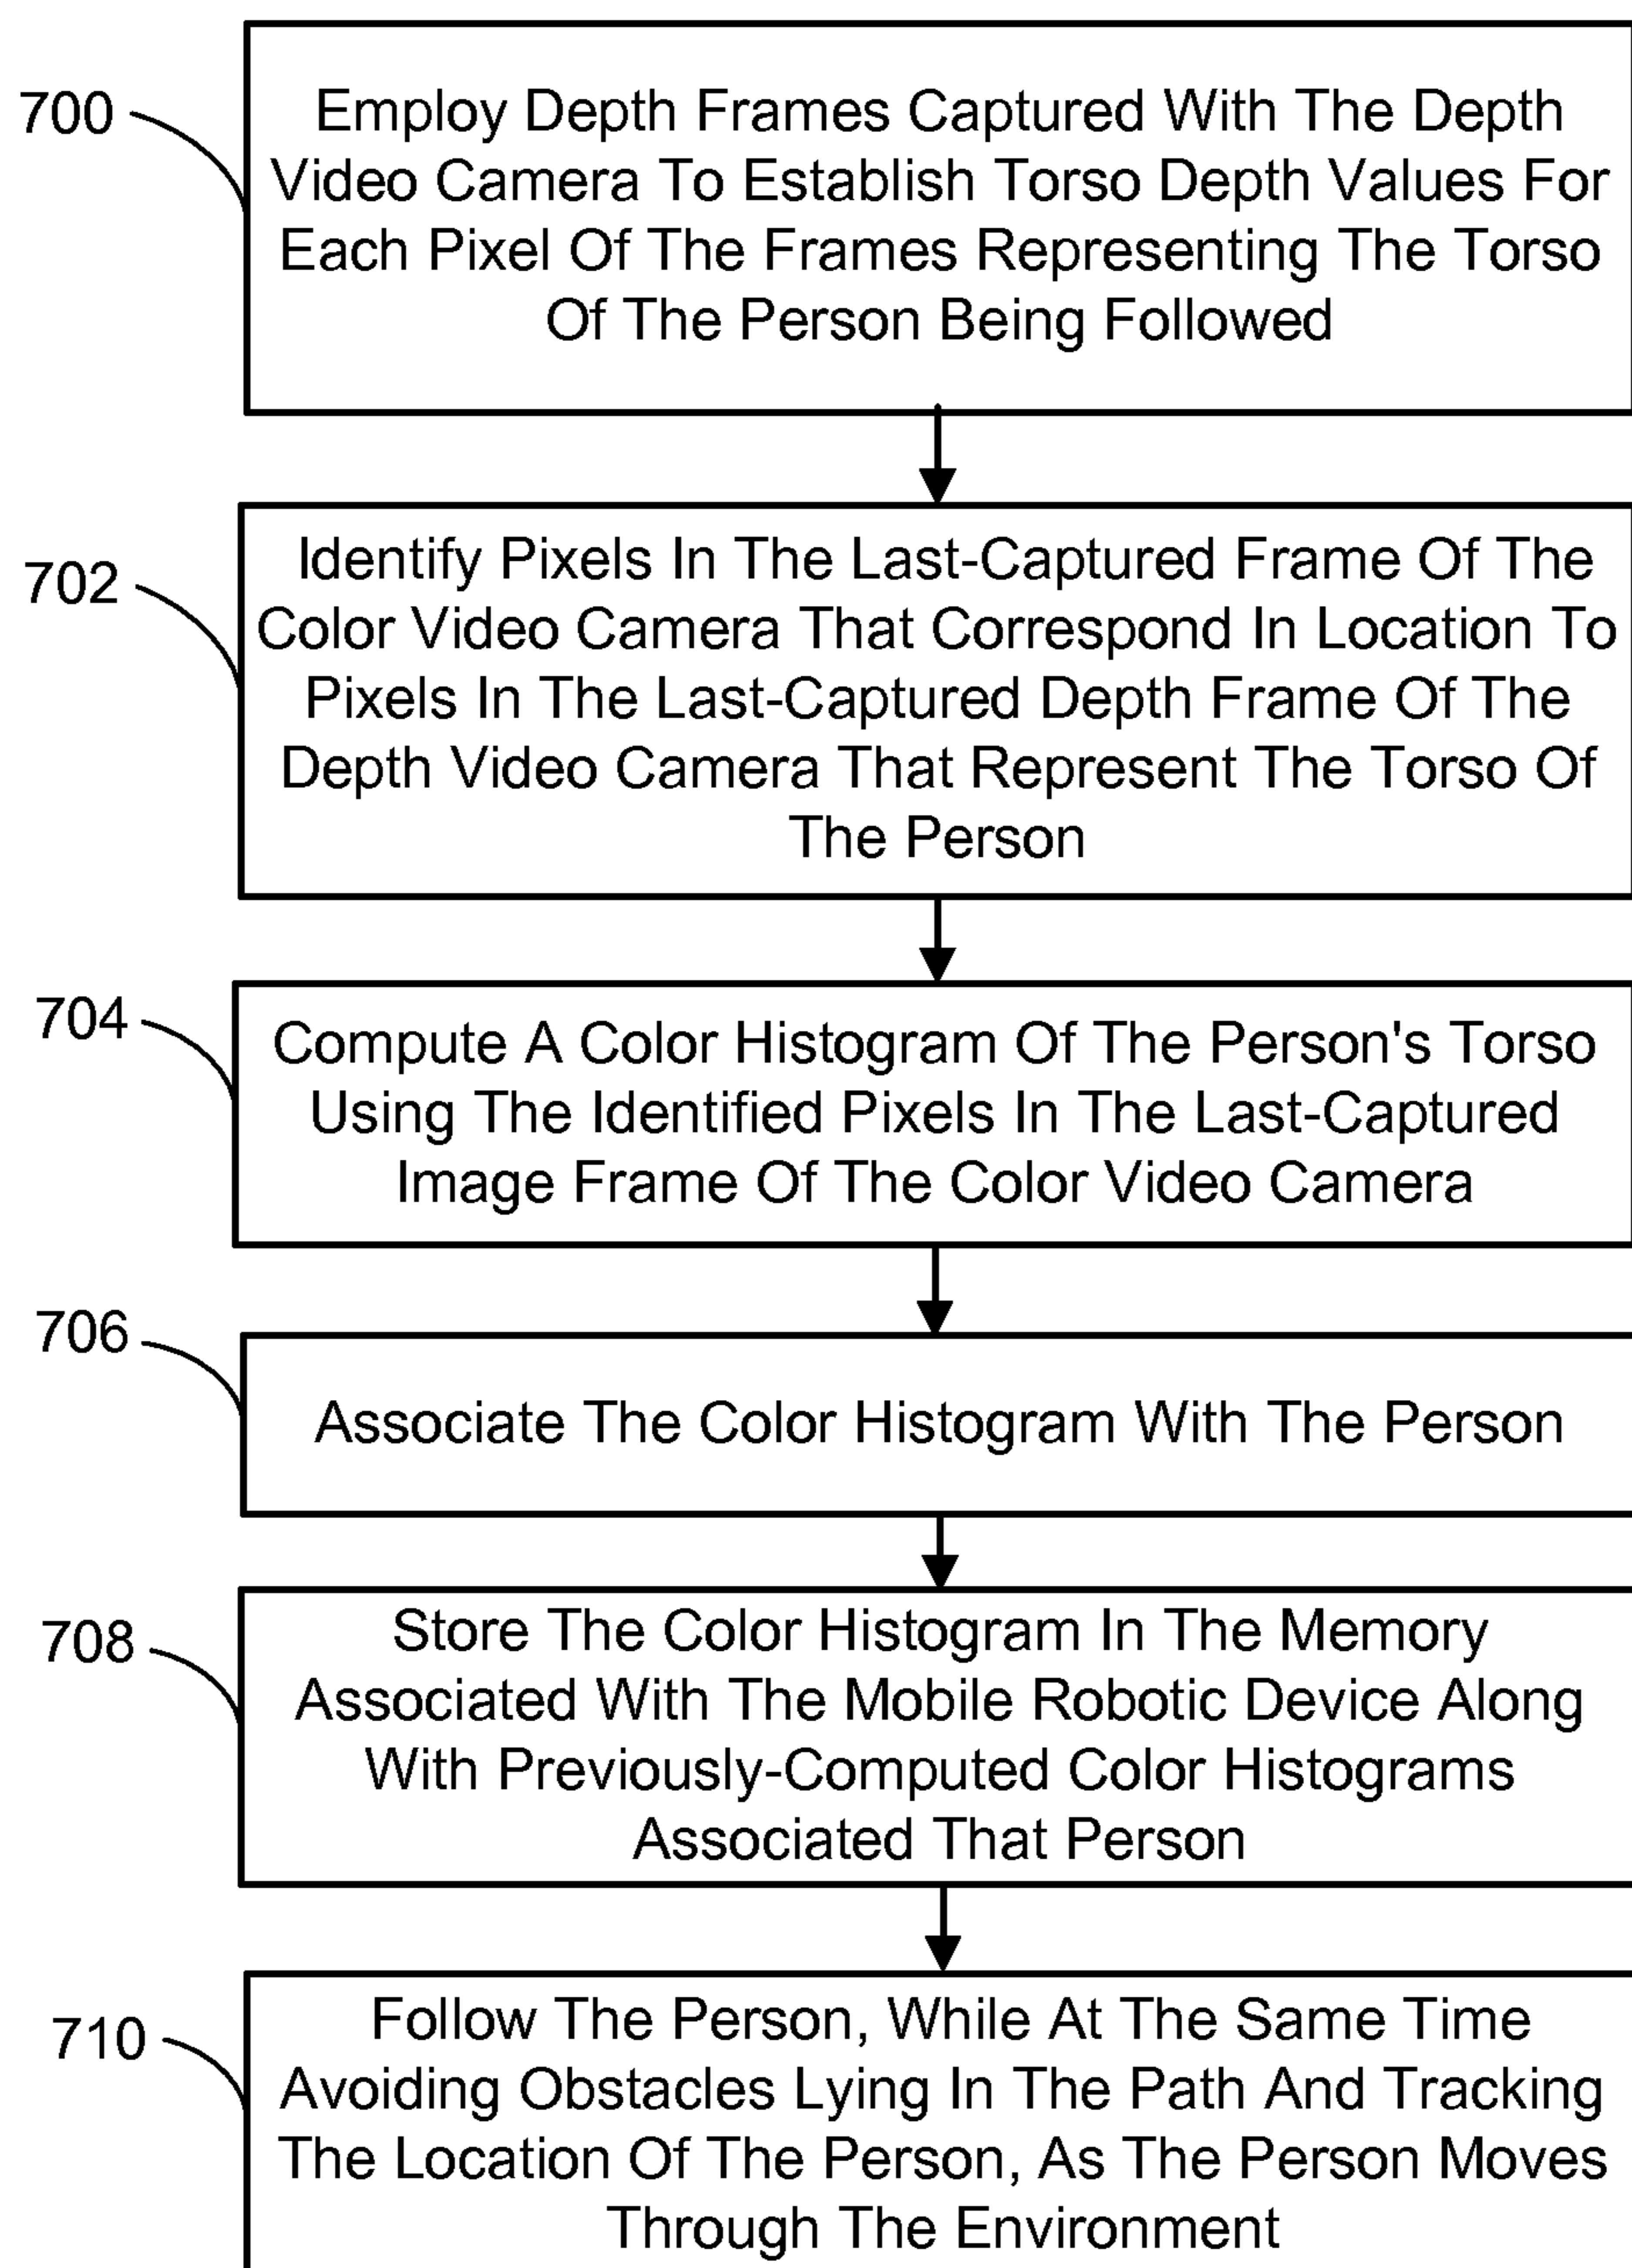 700
Employ Depth Frames Captured With The Depth
Video Camera To Establish Torso Depth Values For
Each Pixel Of The Frames Representing The Torso
Of The Person Being Followed
702
Identify Pixels In The Last-Captured Frame Of The
Color Video Camera That Correspond In Location To
Pixels In The Last-Captured Depth Frame Of The
Depth Video Camera That Represent The Torso Of
The Person
704
Compute A Color Histogram Of The Person's Torso
Using The Identified Pixels In The Last-Captured
Image Frame Of The Color Video Camera
706
Associate The Color Histogram With The Person
708
Store The Color Histogram In The Memory
Associated With The Mobile Robotic Device Along
With Previously-Computed Color Histograms
Associated That Person
710
Follow The Person, While At The Same Time
Avoiding Obstacles Lying In The Path And Tracking
The Location Of The Person, As The Person Moves
Through The Environment